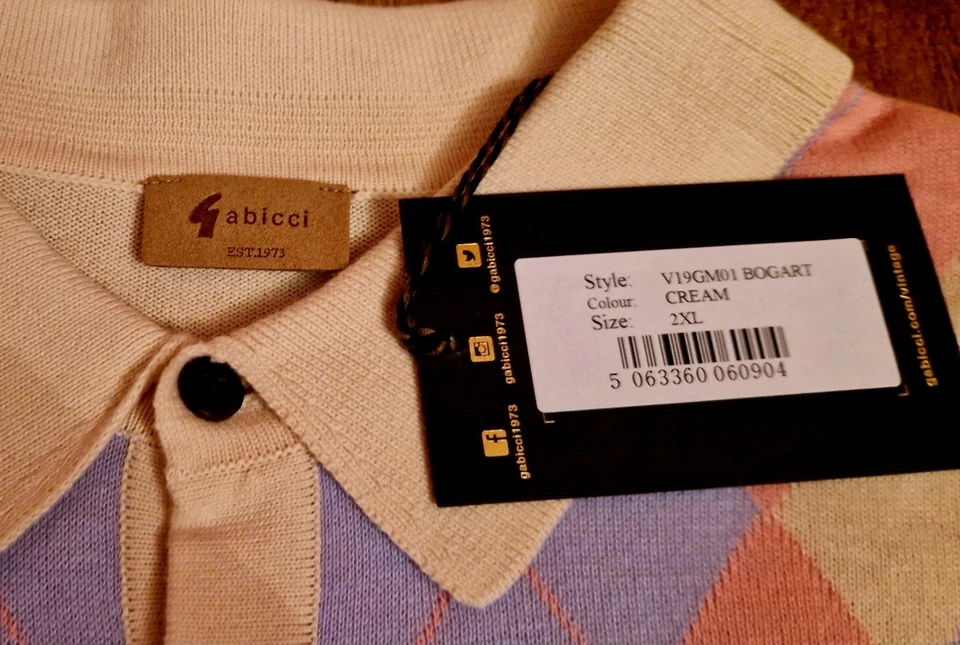 Gabicci
EST.1973
@gabicci1973
gabicci1973
gabicci1973
Style: V19GM01 BOGART
Colour: CREAM
Size: 2XL
5 063360 060904
gabicci.com/vintage